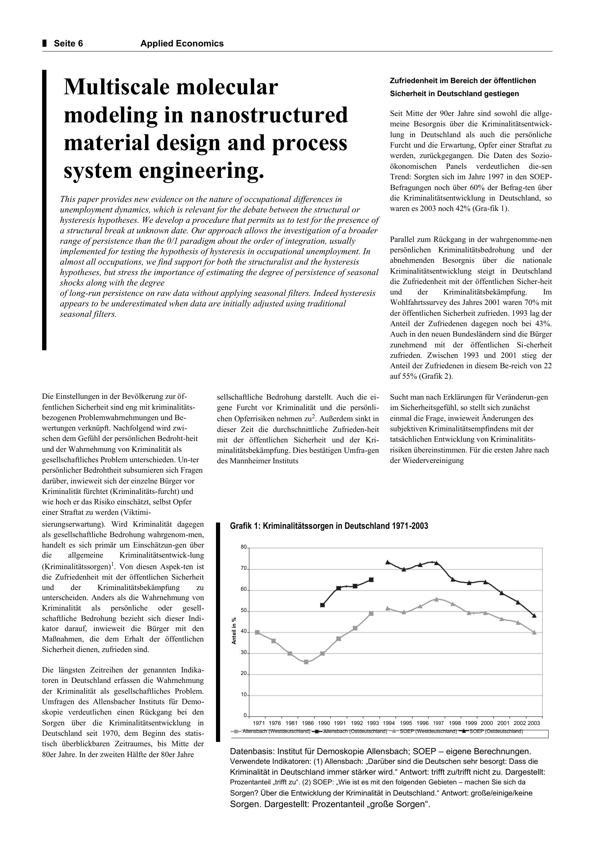 Seite 6 Applied Economics
Multiscale molecular
modeling in nanostructured
material design and process
system engineering.
This paper provides new evidence on the nature of occupational differences in
unemployment dynamics, which is relevant for the debate between the structural or
hysteresis hypotheses. We develop a procedure that permits us to test for the presence of
a structural break at unknown date. Our approach allows the investigation of a broader
range of persistence than the 0/1 paradigm about the order of integration, usually
implemented for testing the hypothesis of hysteresis in occupational unemployment. In
almost all occupations, we find support for both the structuralist and the hysteresis
hypotheses, but stress the importance of estimating the degree of persistence of seasonal
shocks along with the degree
of long-run persistence on raw data without applying seasonal filters. Indeed hysteresis
appears to be underestimated when data are initially adjusted using traditional
seasonal filters.
Zufriedenheit im Bereich der öffentlichen
Sicherheit in Deutschland gestiegen
Seit Mitte der 90er Jahre sind sowohl die allge-
meine Besorgnis über die Kriminalitätsentwick-
lung in Deutschland als auch die persönliche
Furcht und die Erwartung, Opfer einer Straftat zu
werden, zurückgegangen. Die Daten des Sozio-
ökonomischen Panels verdeutlichen die-sen
Trend: Sorgten sich im Jahre 1997 in den SOEP-
Befragungen noch über 60% der Befrag-ten über
die Kriminalitätsentwicklung in Deutschland, so
waren es 2003 noch 42% (Gra-fik 1).
Parallel zum Rückgang in der wahrgenomme-nen
persönlichen Kriminalitätsbedrohung und der
abnehmenden Besorgnis über die nationale
Kriminalitätsentwicklung steigt in Deutschland
die Zufriedenheit mit der öffentlichen Sicher-heit
und der Kriminalitätsbekämpfung. Im
Wohlfahrtssurvey des Jahres 2001 waren 70% mit
der öffentlichen Sicherheit zufrieden. 1993 lag der
Anteil der Zufriedenen dagegen noch bei 43%.
Auch in den neuen Bundesländern sind die Bürger
zunehmend mit der öffentlichen Si-cherheit
zufrieden. Zwischen 1993 und 2001 stieg der
Anteil der Zufriedenen in diesem Be-reich von 22
auf 55% (Grafik 2).
Die Einstellungen in der Bevölkerung zur öf-
fentlichen Sicherheit sind eng mit kriminalitäts-
bezogenen Problemwahrnehmungen und Be-
wertungen verknüpft. Nachfolgend wird zwi-
schen dem Gefühl der persönlichen Bedroht-heit
und der Wahrnehmung von Kriminalität als
gesellschaftliches Problem unterschieden. Un-ter
persönlicher Bedrohtheit subsumieren sich Fragen
darüber, inwieweit sich der einzelne Bürger vor
Kriminalität fürchtet (Kriminalitäts-furcht) und
wie hoch er das Risiko einschätzt, selbst Opfer
einer Straftat zu werden (Viktimi-
sierungserwartung). Wird Kriminalität dagegen
als gesellschaftliche Bedrohung wahrgenom-men,
handelt es sich primär um Einschätzun-gen über
die allgemeine Kriminalitätsentwick-lung
(Kriminalitätssorgen)1. Von diesen Aspek-ten ist
die Zufriedenheit mit der öffentlichen Sicherheit
und der Kriminalitätsbekämpfung zu
unterscheiden. Anders als die Wahrnehmung von
Kriminalität als persönliche oder gesell-
schaftliche Bedrohung bezieht sich dieser Indi-
kator darauf, inwieweit die Bürger mit den
Maßnahmen, die dem Erhalt der öffentlichen
Sicherheit dienen, zufrieden sind.
Die längsten Zeitreihen der genannten Indika-
toren in Deutschland erfassen die Wahrnehmung
der Kriminalität als gesellschaftliches Problem.
Umfragen des Allensbacher Instituts für Demo-
skopie verdeutlichen einen Rückgang bei den
Sorgen über die Kriminalitätsentwicklung in
Deutschland seit 1970, dem Beginn des statis-
tisch überblickbaren Zeitraumes, bis Mitte der
80er Jahre. In der zweiten Hälfte der 80er Jahre
sellschaftliche Bedrohung darstellt. Auch die ei-
gene Furcht vor Kriminalität und die persönli-
chen Opferrisiken nehmen zu2. Außerdem sinkt in
dieser Zeit die durchschnittliche Zufrieden-heit
mit der öffentlichen Sicherheit und der Kri-
minalitätsbekämpfung. Dies bestätigen Umfra-gen
des Mannheimer Instituts
Sucht man nach Erklärungen für Veränderun-gen
im Sicherheitsgefühl, so stellt sich zunächst
einmal die Frage, inwieweit Änderungen des
subjektiven Kriminalitätsempfindens mit der
tatsächlichen Entwicklung von Kriminalitäts-
risiken übereinstimmen. Für die ersten Jahre nach
der Wiedervereinigung
Grafik 1: Kriminalitätssorgen in Deutschland 1971-2003
Anteil in %
80
70
60
50
40
30
20
10
0
1971 1976 1981 1986 1990 1991 1992 1993 1994 1995 1996 1997 1998 1999 2000 2001 2002 2003
Allensbach (Westdeutschland) Allensbach (Ostdeutschland) SOEP (Westdeutschland) SOEP (Ostdeutschland)
Datenbasis: Institut für Demoskopie Allensbach; SOEP – eigene Berechnungen.
Verwendete Indikatoren: (1) Allensbach: „Darüber sind die Deutschen sehr besorgt: Dass die
Kriminalität in Deutschland immer stärker wird.“ Antwort: trifft zu/trifft nicht zu. Dargestellt:
Prozentanteil „trifft zu“. (2) SOEP: „Wie ist es mit den folgenden Gebieten – machen Sie sich da
Sorgen? Über die Entwicklung der Kriminalität in Deutschland.“ Antwort: große/einige/keine
Sorgen. Dargestellt: Prozentanteil „große Sorgen“.